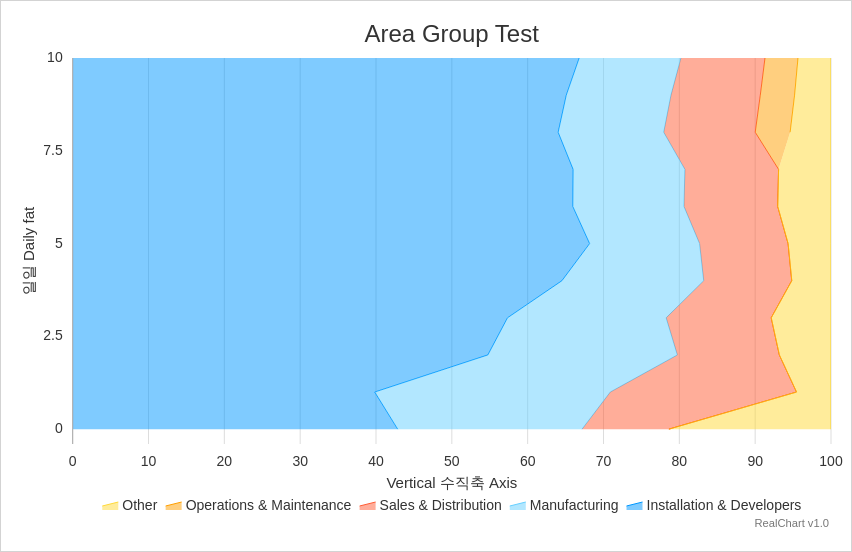 Area Group Test
10
7.5
5
2.5
0
일일 Daily fat
0 10 20 30 40 50 60 70 80 90 100
Vertical 수직축 Axis
Other Operations & Maintenance Sales & Distribution Manufacturing Installation & Developers
RealChart v1.0